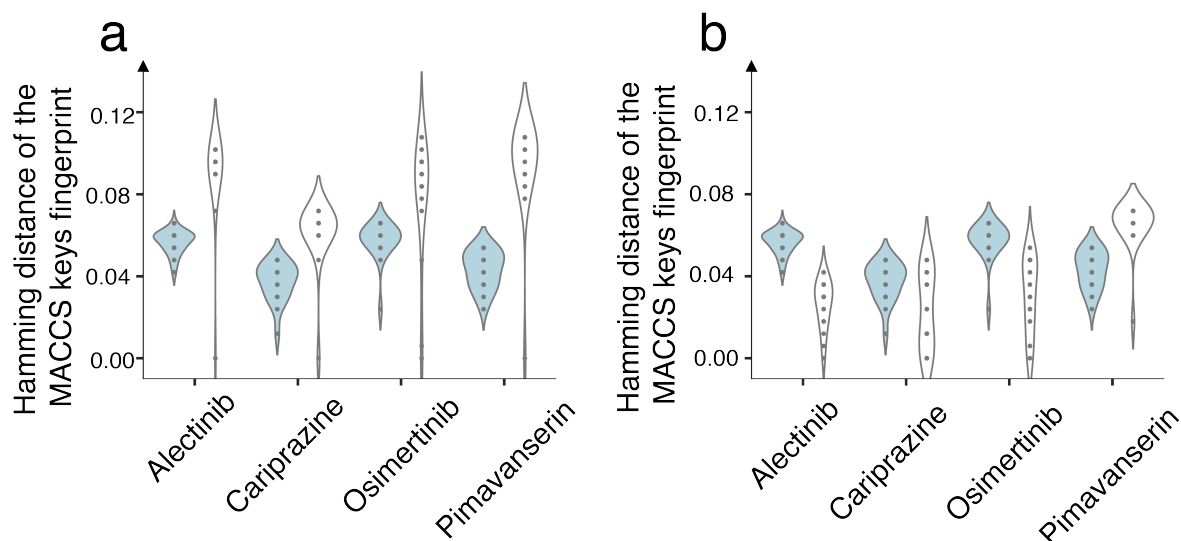 a
Hamming distance of the
MACCS keys fingerprint
0.12
0.08
0.04
0.00
Alectinib
Cariprazine
Osimertinib
Pimavanserin
b
Hamming distance of the
MACCS keys fingerprint
0.12
0.08
0.04
0.00
Alectinib
Cariprazine
Osimertinib
Pimavanserin